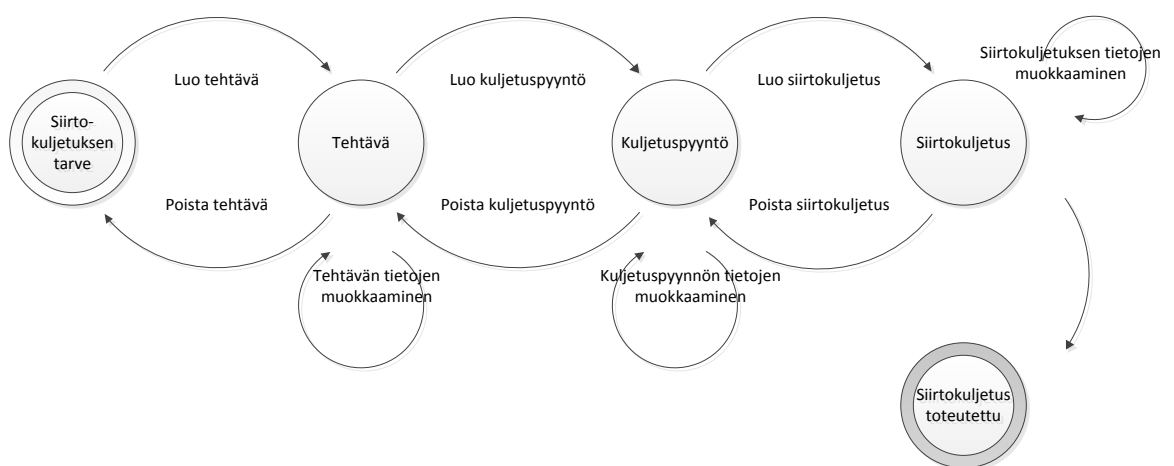 Luo tehtävä
Luo kuljetuspyyntö
Luo siirtokuljetus
Siirtokuljetuksen tietojen
muokkaaminen
Siirto-
kuljetuksen
tarve
Tehtävä
Kuljetuspyyntö
Siirtokuljetus
Poista tehtävä
Poista kuljetuspyyntö
Poista siirtokuljetus
Tehtävän tietojen
muokkaaminen
Kuljetuspyynnön tietojen
muokkaaminen
Siirtokuljetus
toteutettu